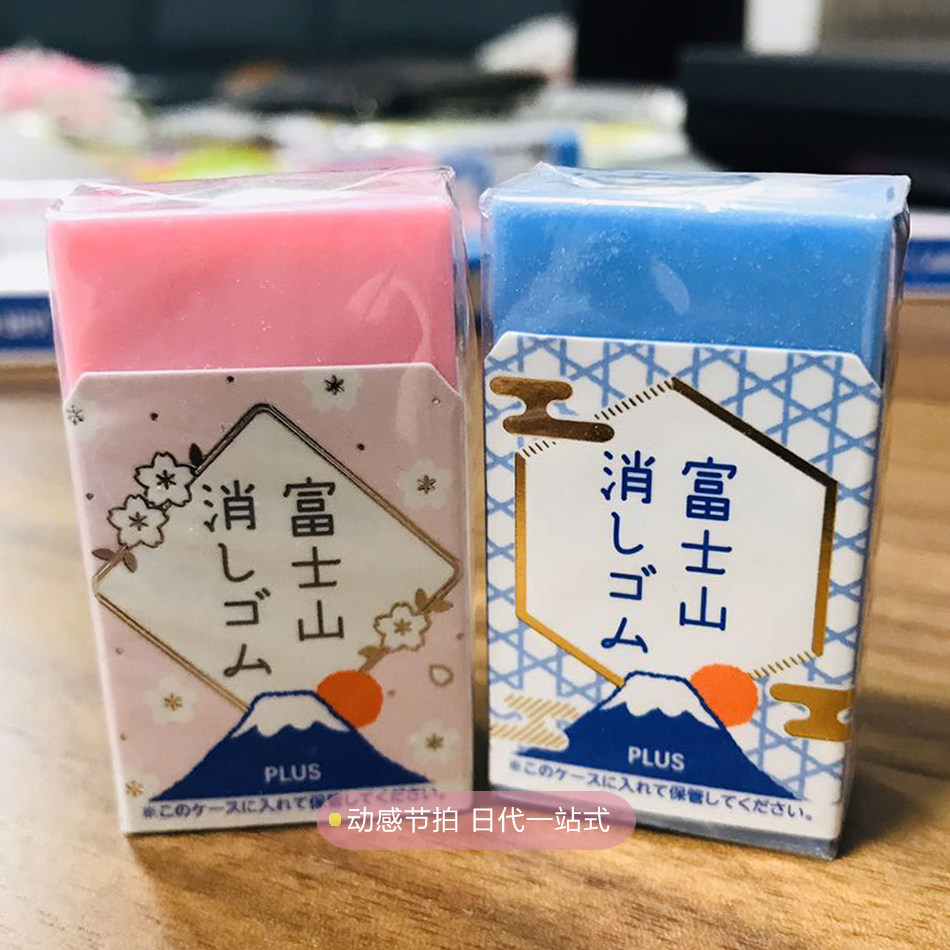 富士山
消しゴム
PLUS
※このケースに入れて保管してください。
富士山
消しゴム
PLUS
※このケースに入れて保管してください。
动感节拍 日代一站式